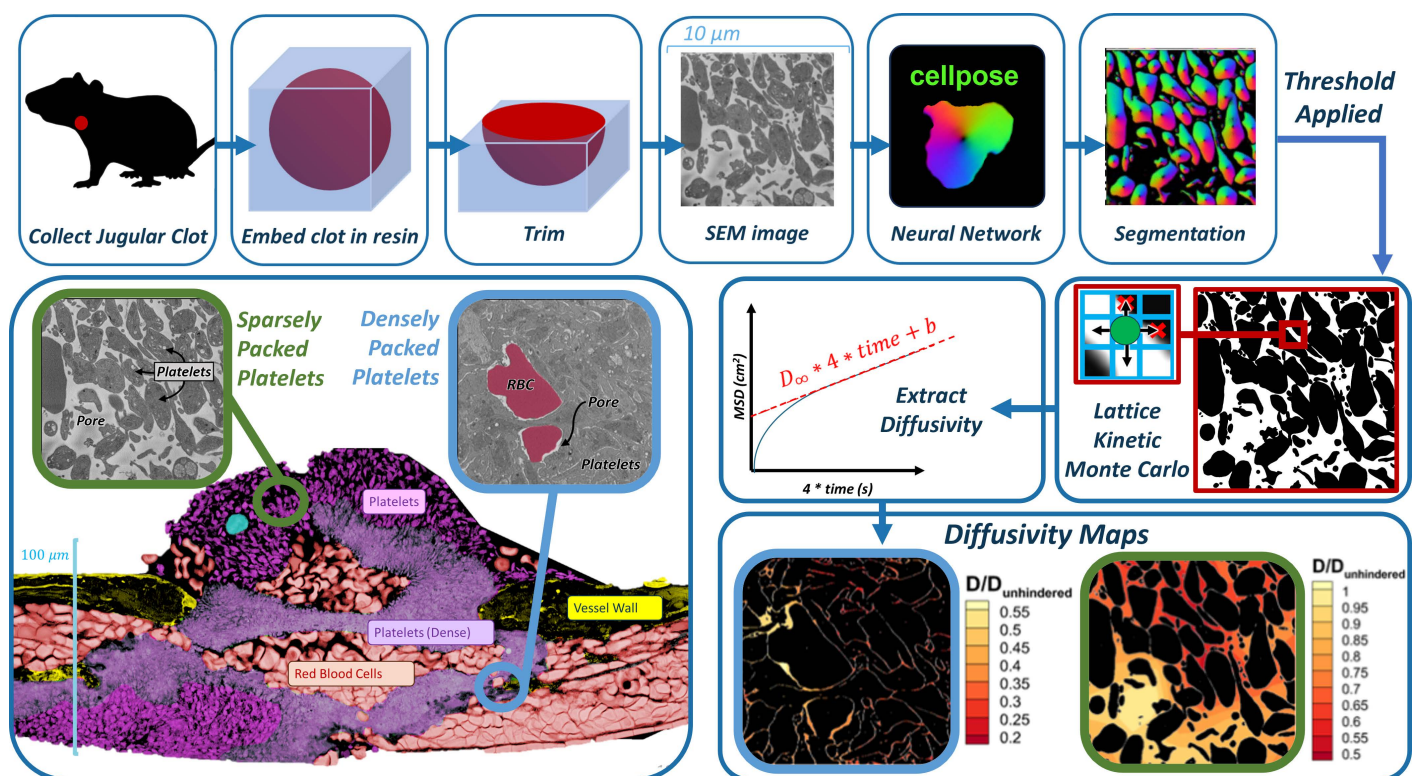 Collect Jugular Clot
Embed clot in resin
Trim
10 μm
SEM image
cellpose
Neural Network
Segmentation
Threshold
Applied
Sparsely
Packed
Platelets
Platelets
Pore
Densely
Packed
Platelets
RBC
Pore
Platelets
Platelets
100 μm
Vessel Wall
Platelets (Dense)
Red Blood Cells
MSD (cm²)
D∞ * 4 * time + b
Extract
Diffusivity
4 * time (s)
Lattice
Kinetic
Monte Carlo
Diffusivity Maps
D/D unhindered
0.55
0.5
0.45
0.4
0.35
0.3
0.25
0.2
D/D unhindered
1
0.95
0.9
0.85
0.8
0.75
0.7
0.65
0.6
0.55
0.5